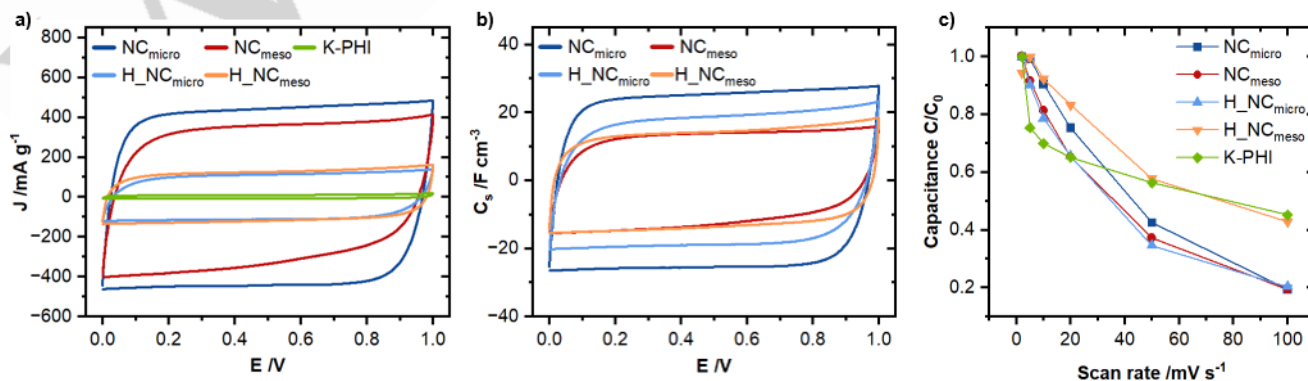 a)
NCmicro NCmeso K-PHI
H_NCmicro H_NCmeso
800
600
400
200
0
−200
−400
−600
J /mA g⁻¹
0.0 0.2 0.4 0.6 0.8 1.0
E /V
b)
NCmicro NCmeso
H_NCmicro H_NCmeso
40
20
0
−20
−40
Cs /F cm⁻³
0.0 0.2 0.4 0.6 0.8 1.0
E /V
c)
NCmicro
NCmeso
H_NCmicro
H_NCmeso
K-PHI
1.0
0.8
0.6
0.4
0.2
Capacitance C/C0
0 20 40 60 80 100
Scan rate /mV s⁻¹